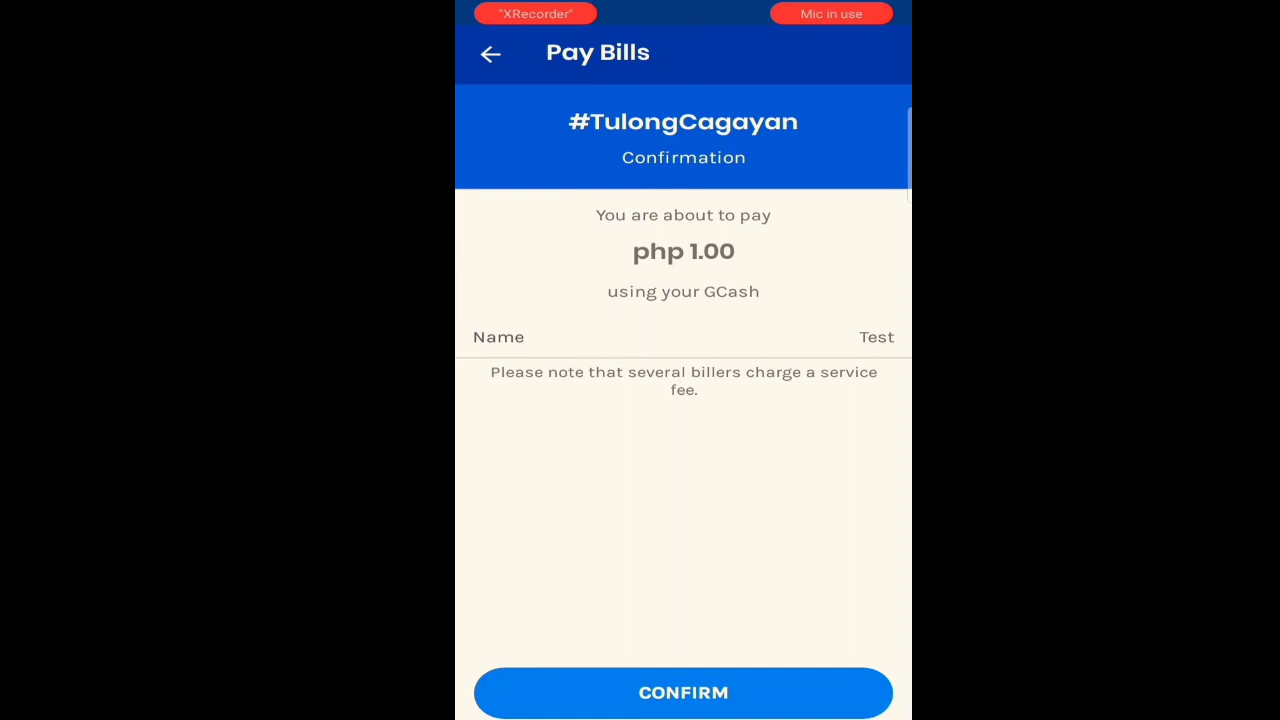 "XRecorder"
Mic in use
Pay Bills
#TulongCagayan
Confirmation
You are about to pay
php 1.00
using your GCash
Name Test
Please note that several billers charge a service
fee.
CONFIRM